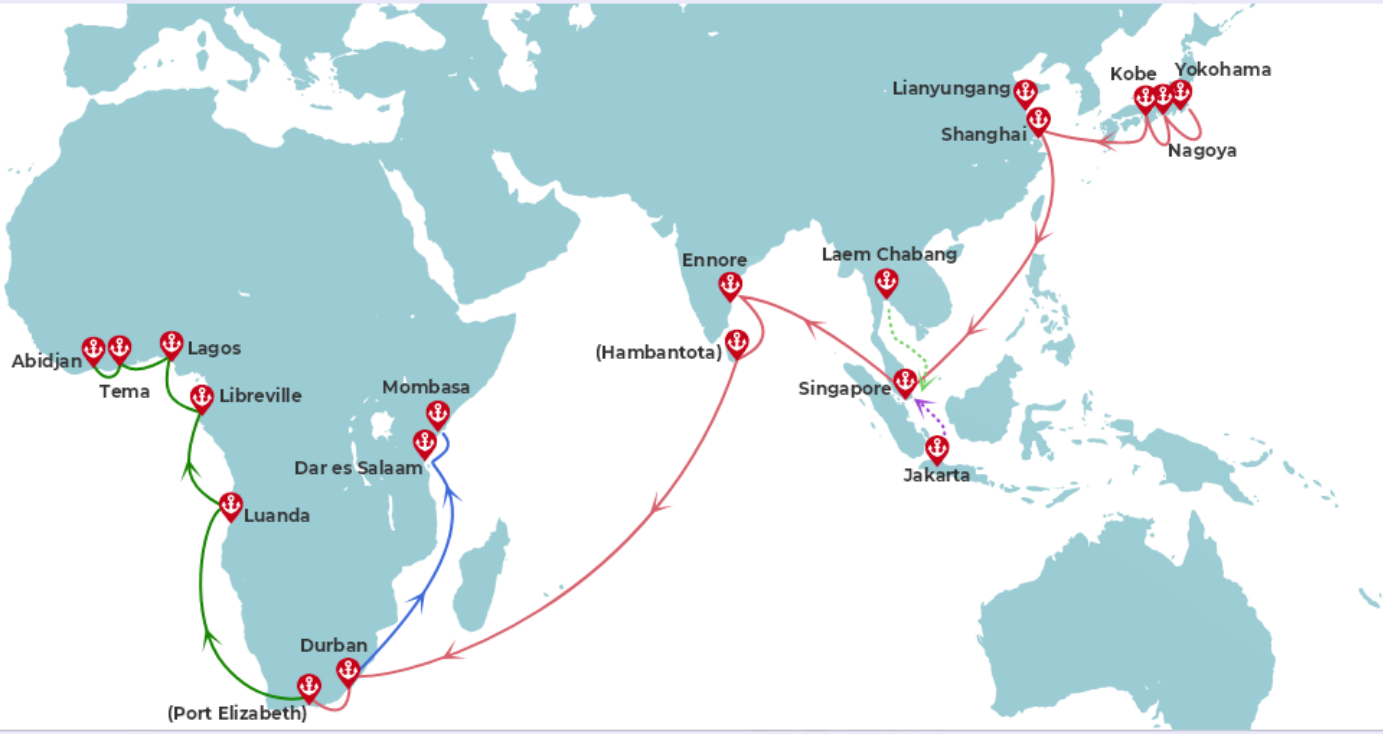 Yokohama
Kobe
Lianyungang
Shanghai
Nagoya
Laem Chabang
Ennore
(Hambantota)
Lagos
Abidjan
Singapore
Mombasa
Tema
Libreville
Dar es Salaam
Jakarta
Luanda
Durban
(Port Elizabeth)